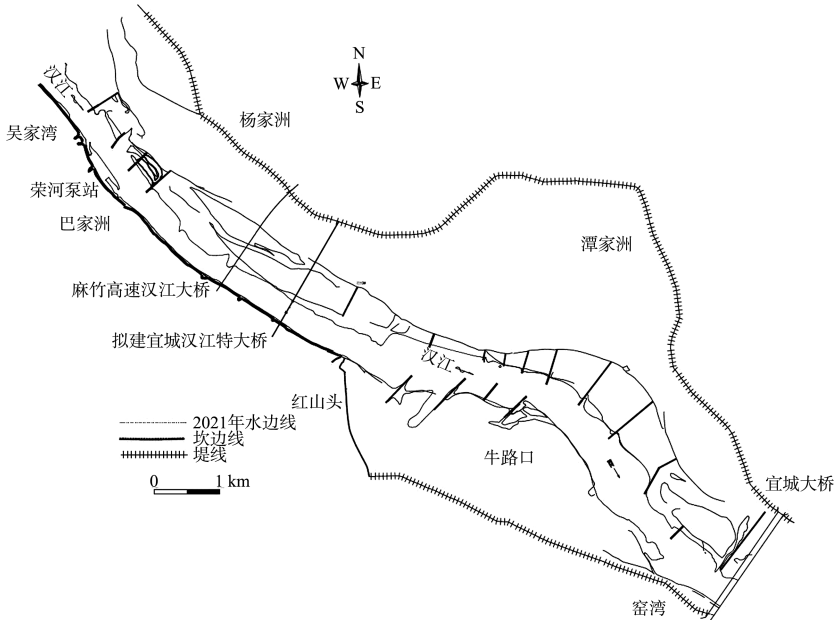 N
W E
S
汉江
杨家洲
吴家湾
荣河泵站
巴家洲
潭家洲
麻竹高速汉江大桥
拟建宜城汉江特大桥
汉江
红山头
2021年水边线
坎边线
堤线
牛路口
宜城大桥
0 1 km
窑湾